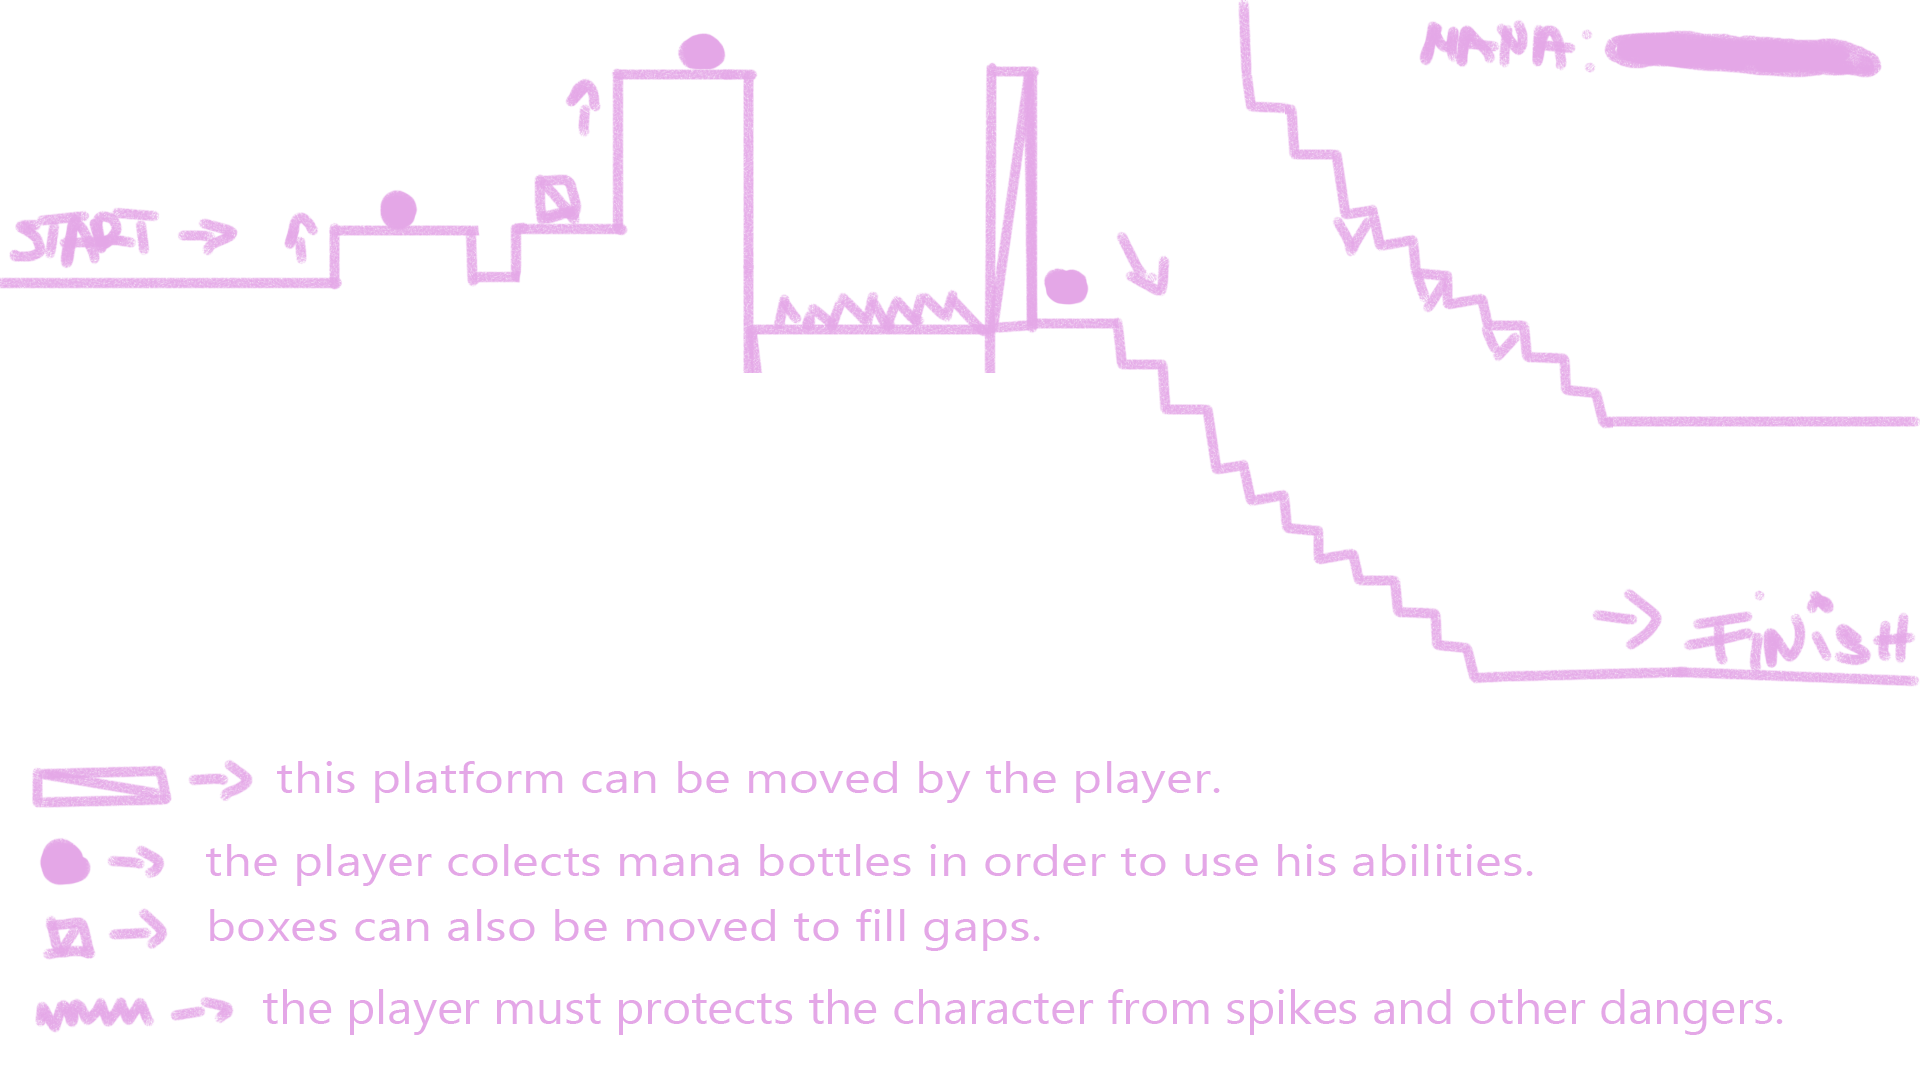 MANA:
START
FINISH
this platform can be moved by the player.
the player colects mana bottles in order to use his abilities.
boxes can also be moved to fill gaps.
the player must protects the character from spikes and other dangers.